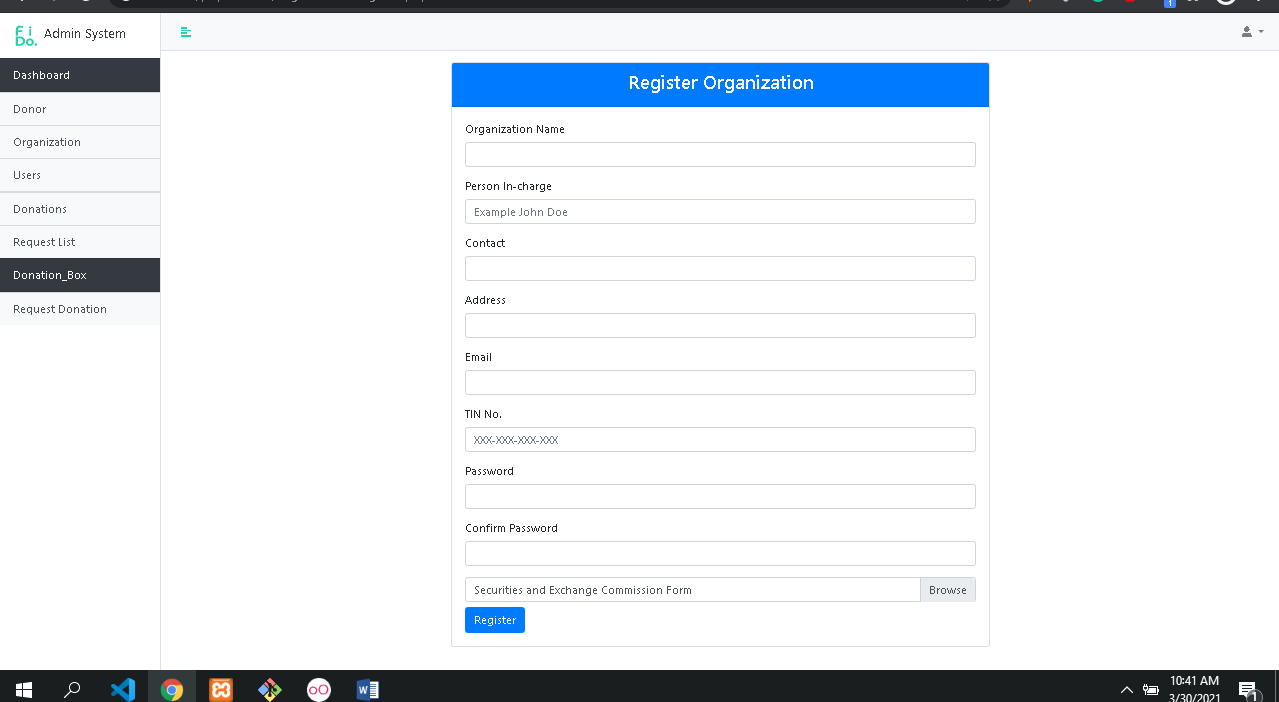 Fi
Do.
Admin System
Dashboard
Donor
Organization
Users
Donations
Request List
Donation_Box
Request Donation
Register Organization
Organization Name
Person In-charge
Example John Doe
Contact
Address
Email
TIN No.
XXX-XXX-XXX-XXX
Password
Confirm Password
Securities and Exchange Commission Form
Browse
Register
10:41 AM
3/30/2021
1